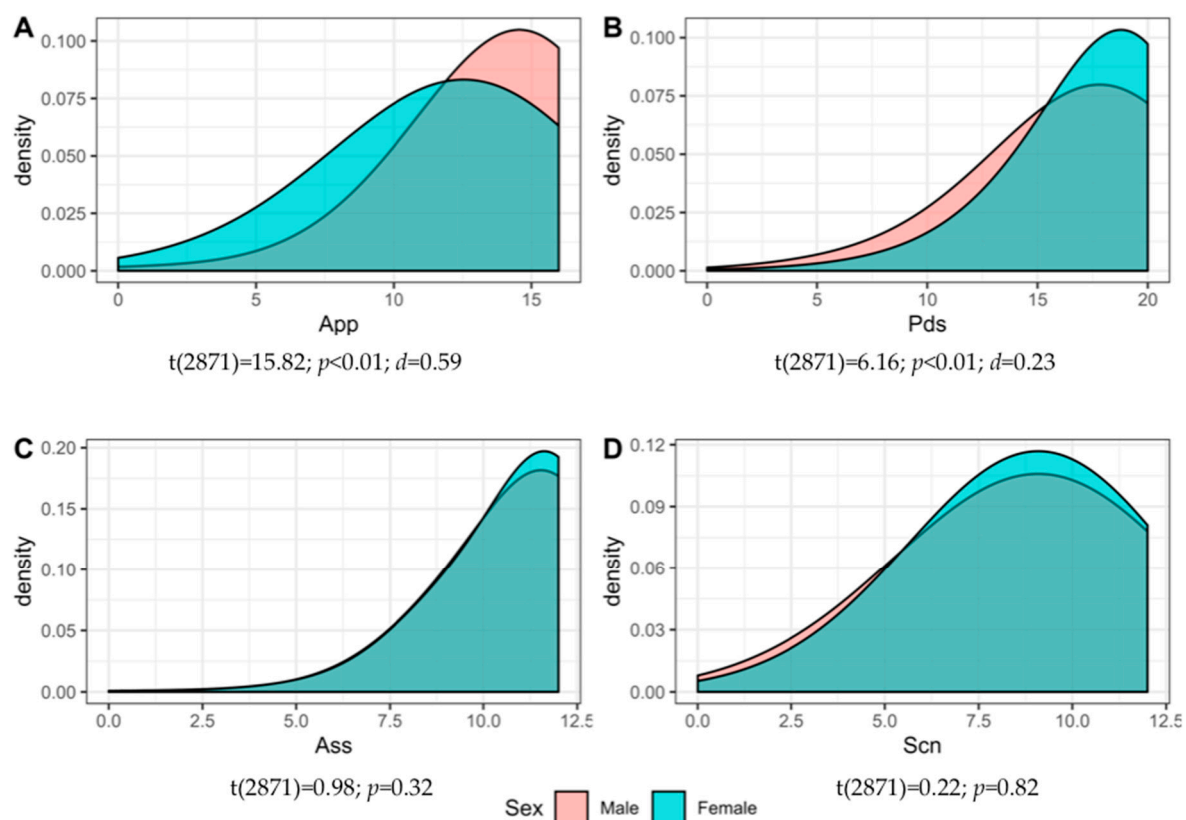 A
B
density
0.100
0.075
0.050
0.025
0.000
0
5
10
15
App
density
0.100
0.075
0.050
0.025
0.000
0
5
10
15
20
Pds
t(2871)=15.82; p<0.01; d=0.59
t(2871)=6.16; p<0.01; d=0.23
C
D
density
0.20
0.15
0.10
0.05
0.00
0.0
2.5
5.0
7.5
10.0
12.5
Ass
density
0.12
0.09
0.06
0.03
0.00
0.0
2.5
5.0
7.5
10.0
12.5
Scn
t(2871)=0.98; p=0.32
t(2871)=0.22; p=0.82
Sex Male Female